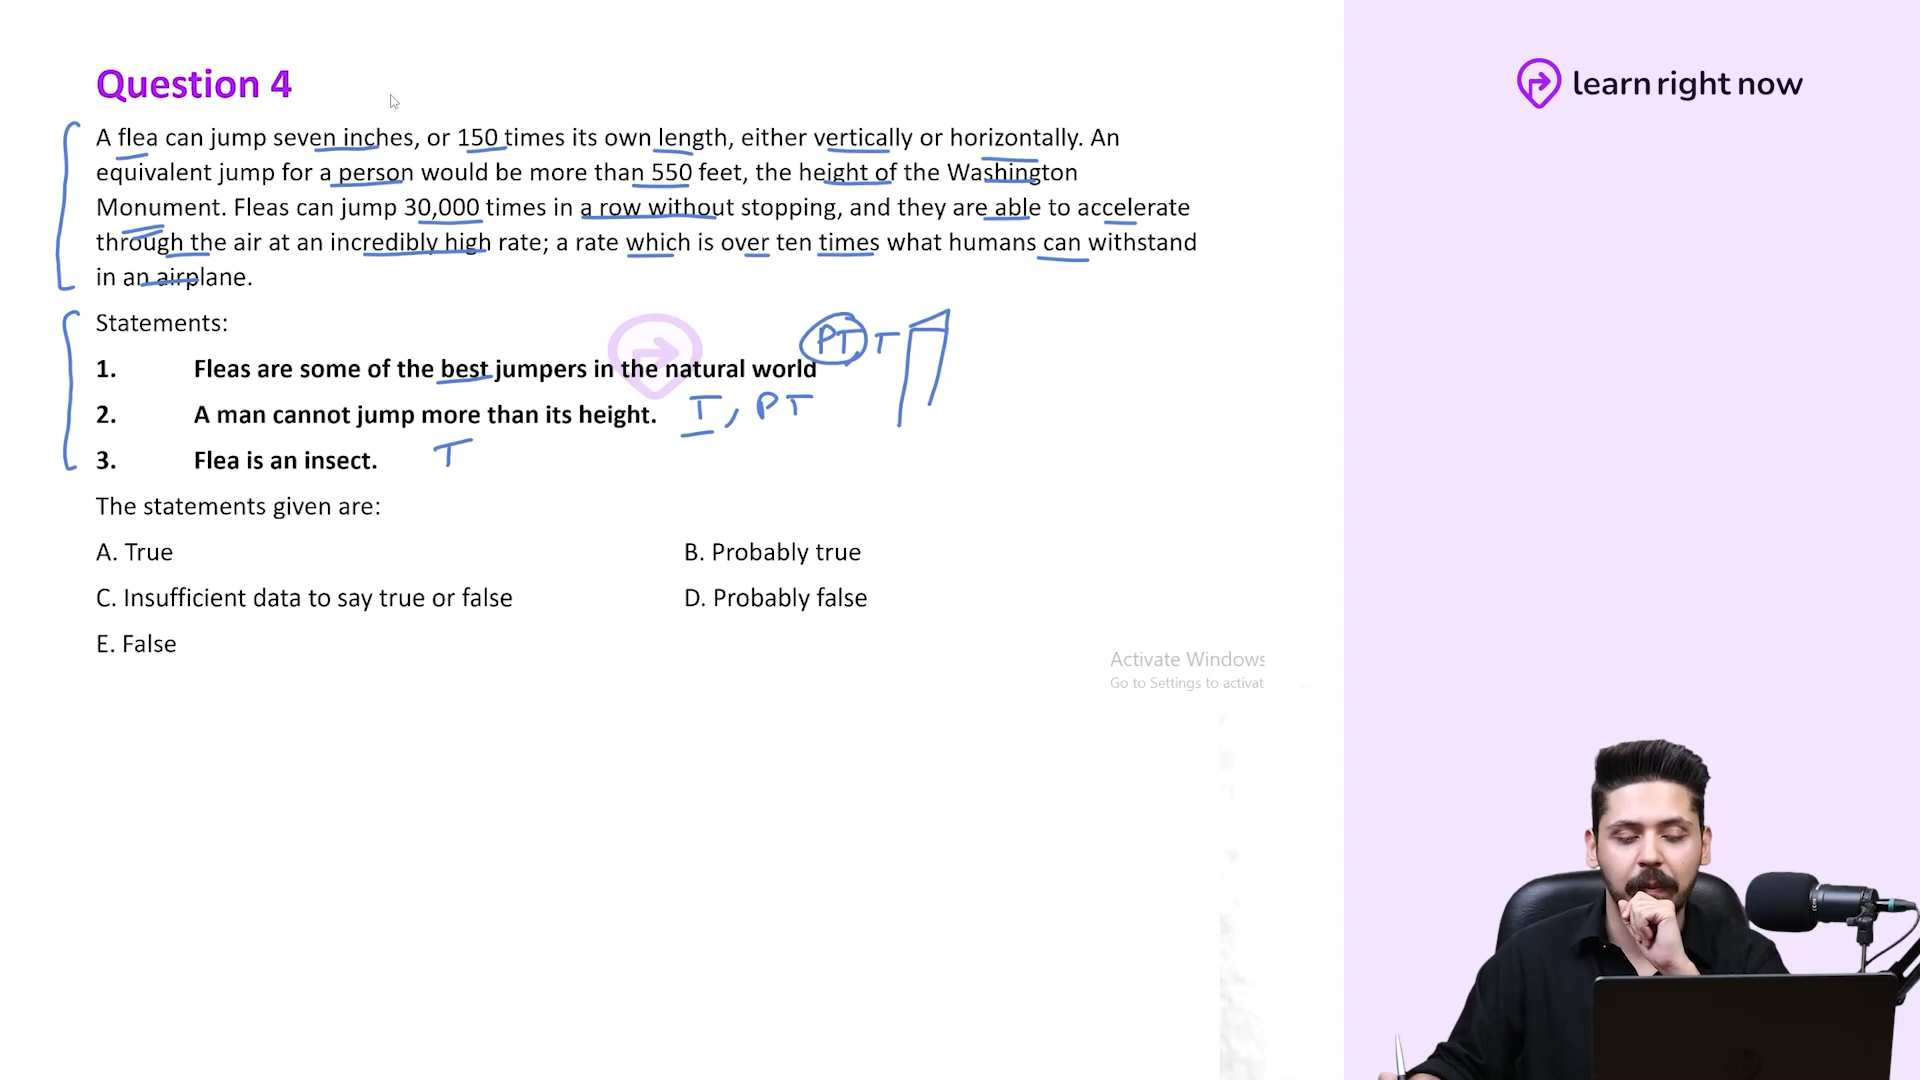 Question 4
learn right now
A flea can jump seven inches, or 150 times its own length, either vertically or horizontally. An
equivalent jump for a person would be more than 550 feet, the height of the Washington
Monument. Fleas can jump 30,000 times in a row without stopping, and they are able to accelerate
through the air at an incredibly high rate; a rate which is over ten times what humans can withstand
in an airplane.
Statements:
PT T
1. Fleas are some of the best jumpers in the natural world
2. A man cannot jump more than its height. I, PT
3. Flea is an insect. T
The statements given are:
A. True B. Probably true
C. Insufficient data to say true or false D. Probably false
E. False
Activate Windows
Go to Settings to activat